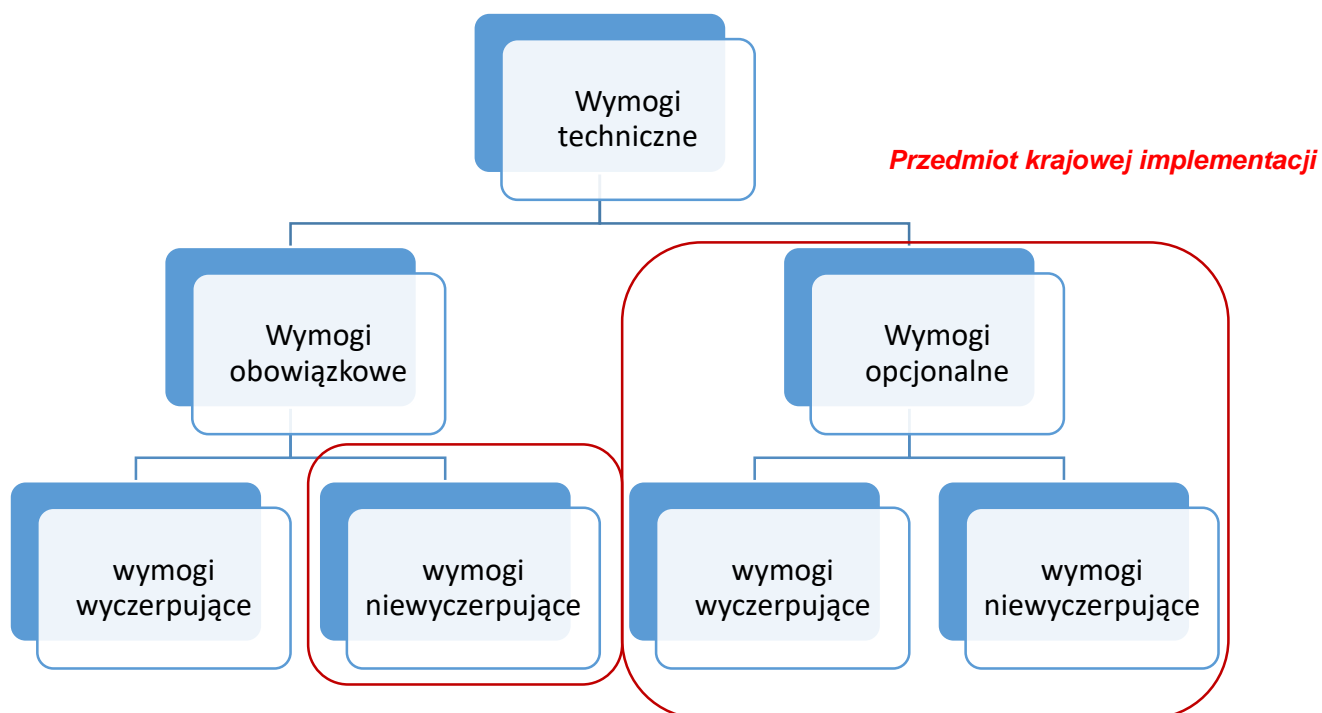 Wymogi
techniczne
Przedmiot krajowej implementacji
Wymogi
obowiązkowe
Wymogi
opcjonalne
wymogi
wyczerpujące
wymogi
niewyczerpujące
wymogi
wyczerpujące
wymogi
niewyczerpujące